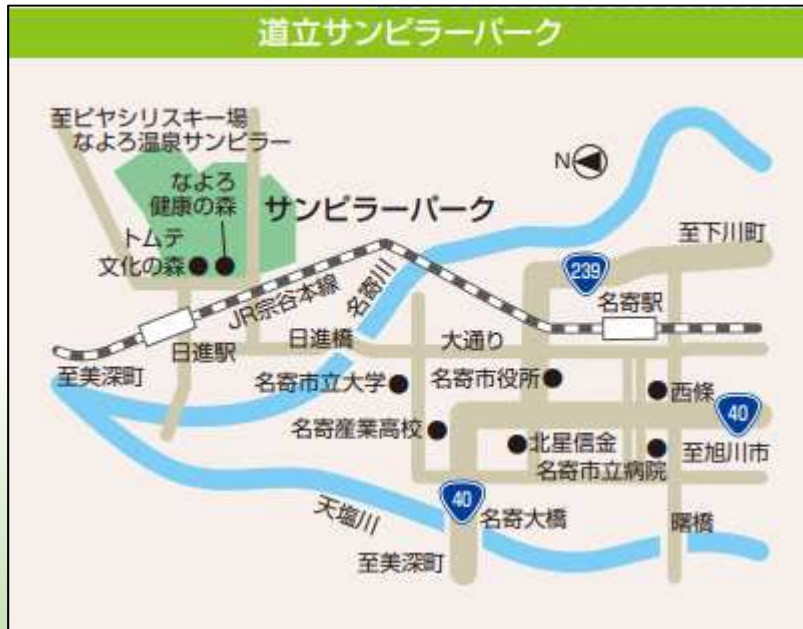 道立サンピラーパーク
至ピヤシリスキー場
なよろ温泉サンピラー
なよろ
健康の森
サンピラーパーク
N
トムテ
文化の森
至下川町
239
名寄駅
JR宗谷本線
名寄川
日進駅
日進橋
大通り
至美深町
名寄市立大学
名寄市役所
西條
40
名寄産業高校
北星信金
名寄市立病院
至旭川市
天塩川
40
名寄大橋
曙橋
至美深町